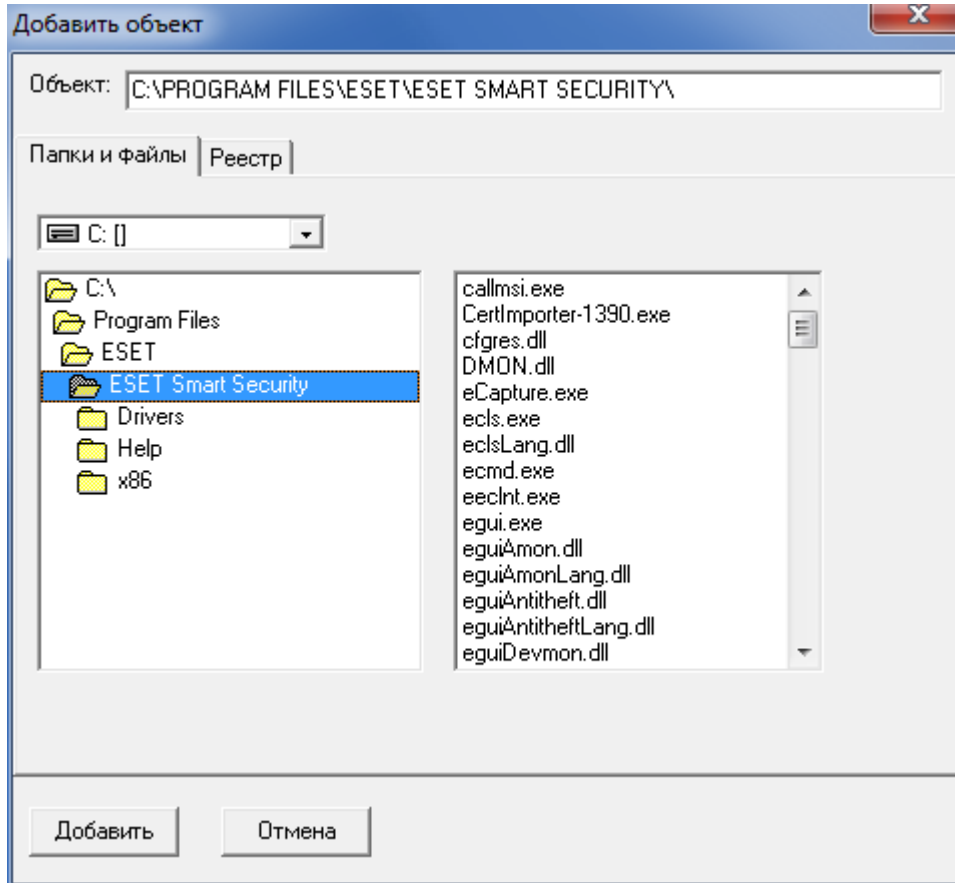 Добавить объект
Объект: C:\PROGRAM FILES\ESET\ESET SMART SECURITY\
Папки и файлы Реестр
C: []
C:\
Program Files
ESET
ESET Smart Security
Drivers
Help
x86
callmsi.exe
CertImporter-1390.exe
cfgres.dll
DMON.dll
eCapture.exe
ecls.exe
eclsLang.dll
ecmd.exe
eeclnt.exe
egui.exe
eguiAmon.dll
eguiAmonLang.dll
eguiAntitheft.dll
eguiAntitheftLang.dll
eguiDevmon.dll
Добавить Отмена